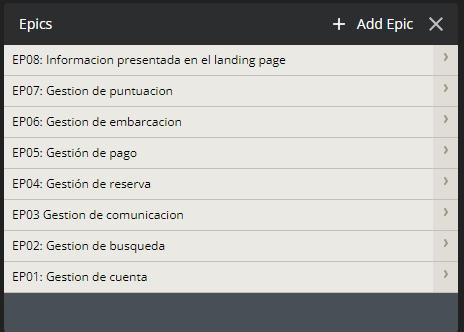 Epics
+ Add Epic
EP08: Informacion presentada en el landing page
EP07: Gestion de puntuacion
EP06: Gestion de embarcacion
EP05: Gestión de pago
EP04: Gestión de reserva
EP03 Gestion de comunicacion
EP02: Gestion de busqueda
EP01: Gestion de cuenta